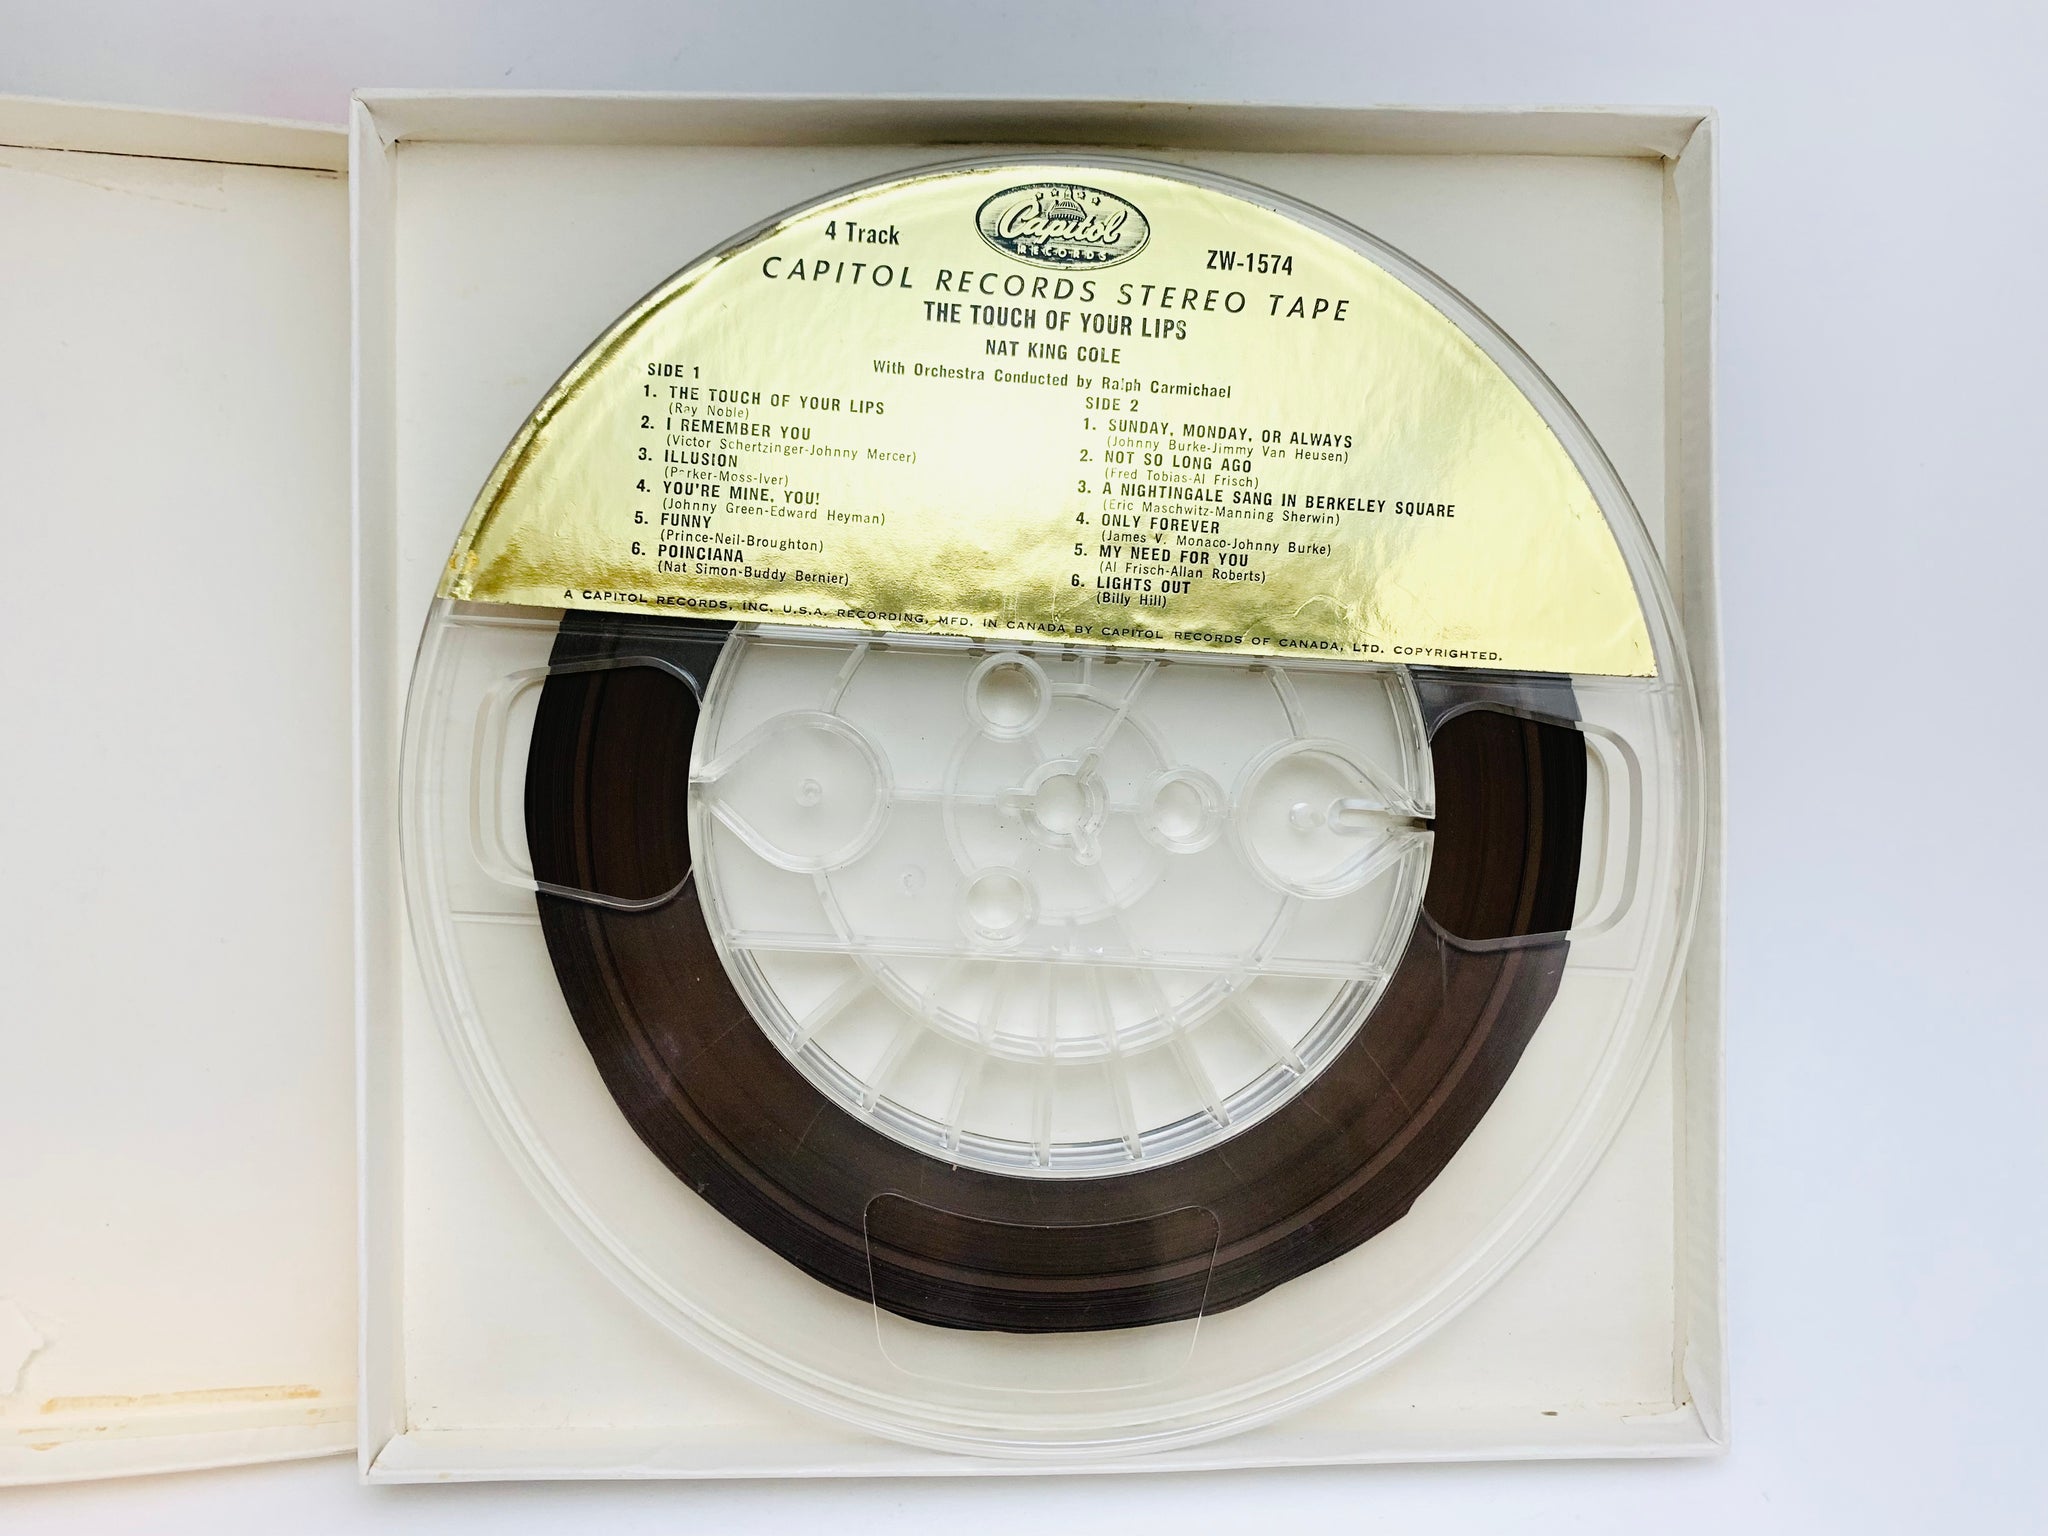 Capitol
RECORDS
4 Track
ZW-1574
CAPITOL RECORDS STEREO TAPE
THE TOUCH OF YOUR LIPS
NAT KING COLE
With Orchestra Conducted by Ralph Carmichael
SIDE 1
1. THE TOUCH OF YOUR LIPS
(Ray Noble)
2. I REMEMBER YOU
(Victor Schertzinger-Johnny Mercer)
3. ILLUSION
(Parker-Moss-Iver)
4. YOU'RE MINE, YOU!
(Johnny Green-Edward Heyman)
5. FUNNY
(Prince-Neil-Broughton)
6. POINCIANA
(Nat Simon-Buddy Bernier)
SIDE 2
1. SUNDAY, MONDAY, OR ALWAYS
(Johnny Burke-Jimmy Van Heusen)
2. NOT SO LONG AGO
(Fred Tobias-Al Frisch)
3. A NIGHTINGALE SANG IN BERKELEY SQUARE
(Eric Maschwitz-Manning Sherwin)
4. ONLY FOREVER
(James V. Monaco-Johnny Burke)
5. MY NEED FOR YOU
(Al Frisch-Allan Roberts)
6. LIGHTS OUT
(Billy Hill)
A CAPITOL RECORDS, INC. U.S.A. RECORDING, MFD. IN CANADA BY CAPITOL RECORDS OF CANADA, LTD. COPYRIGHTED.